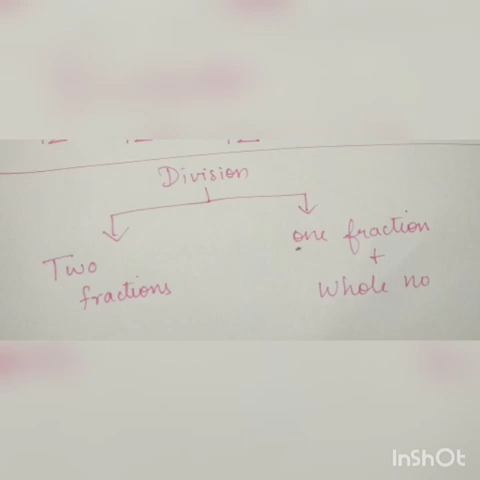 Division
Two
fractions
one fraction
+
Whole no
InShOt